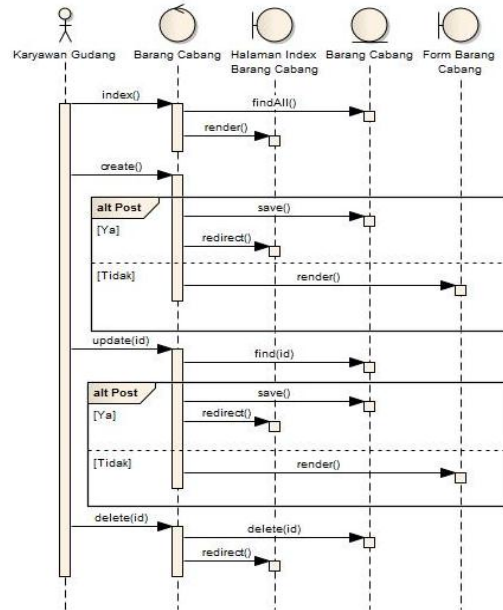 Karyawan Gudang
Barang Cabang
Halaman Index
Barang Cabang
Barang Cabang
Form Barang
Cabang
index()
findAll()
render()
create()
alt Post
save()
[Ya]
redirect()
[Tidak]
render()
update(id)
find(id)
alt Post
save()
[Ya]
redirect()
[Tidak]
render()
delete(id)
delete(id)
redirect()